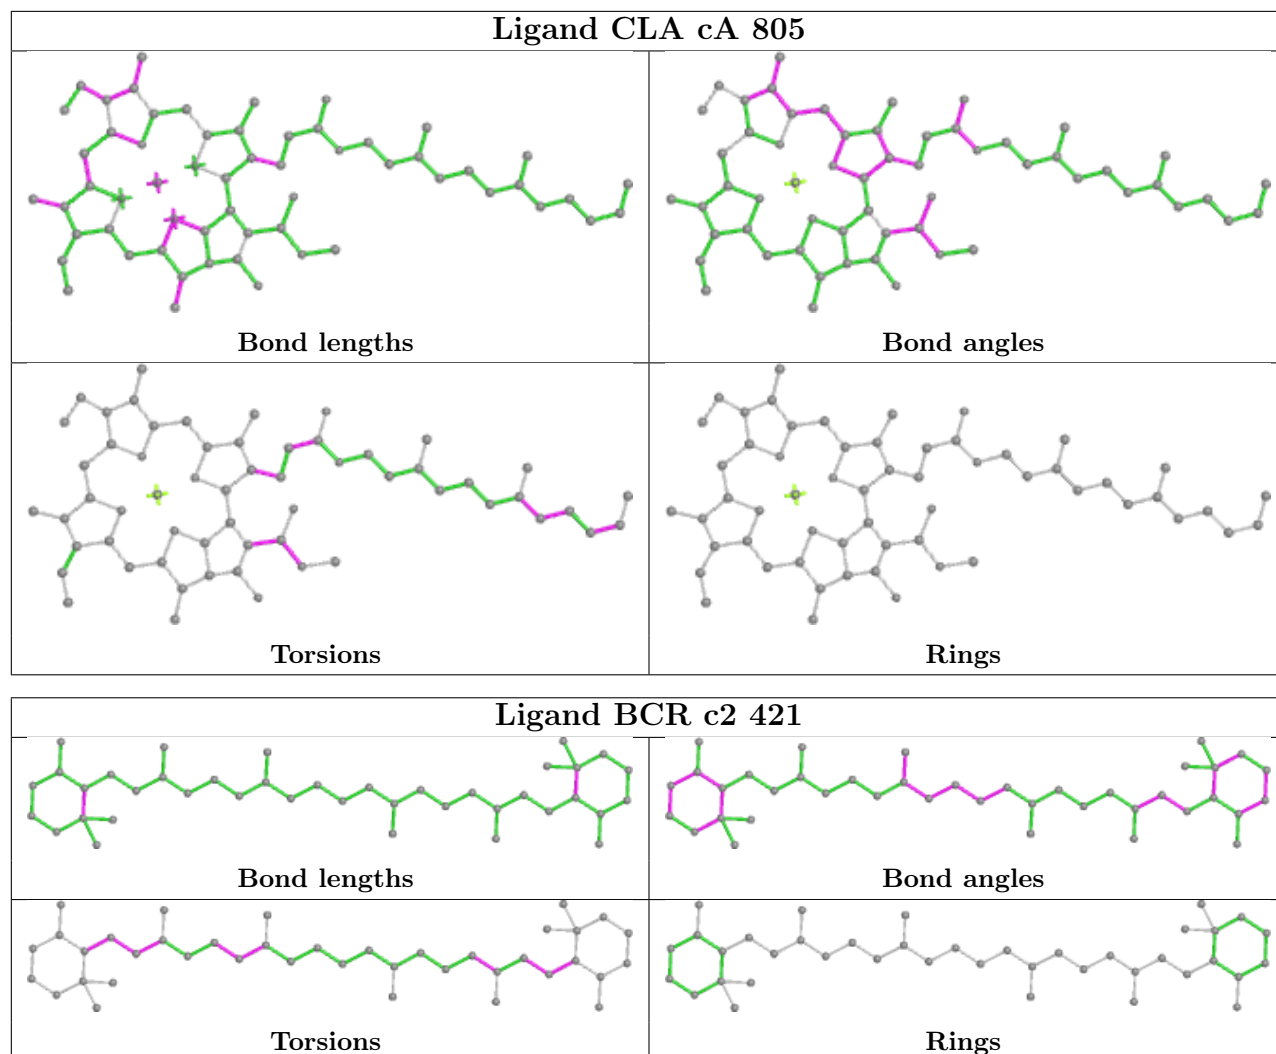 Ligand CLA cA 805
Bond lengths
Bond angles
Torsions
Rings
Ligand BCR c2 421
Bond lengths
Bond angles
Torsions
Rings